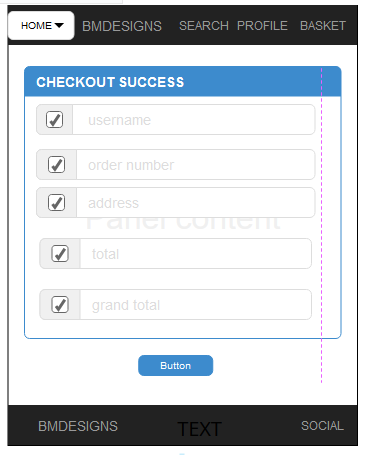 HOME BMDESIGNS SEARCH PROFILE BASKET
CHECKOUT SUCCESS
username
order number
address
Panel content
total
grand total
Button
BMDESIGNS TEXT SOCIAL